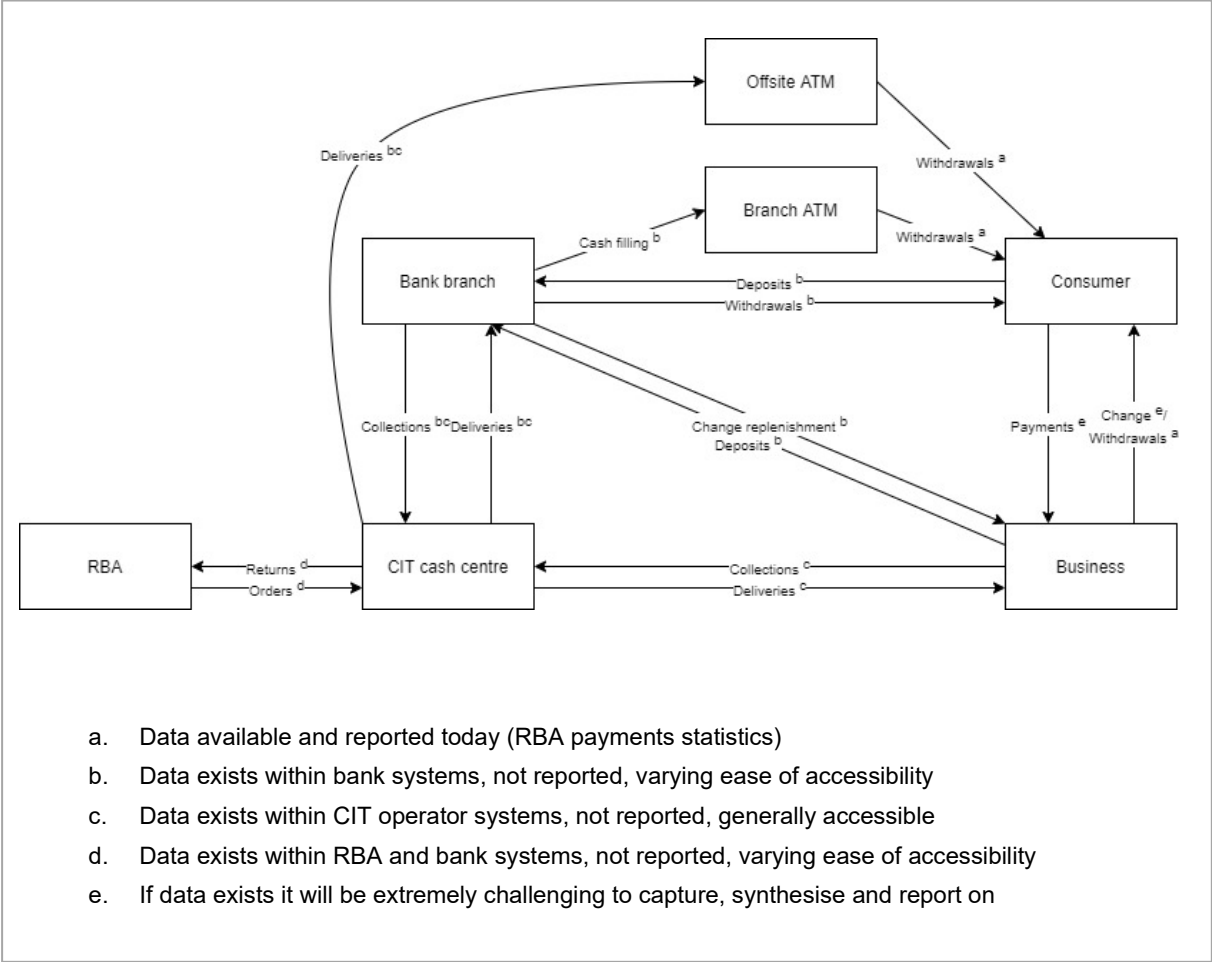 Offsite ATM
Deliveries bc
Withdrawals a
Branch ATM
Cash filling b
Withdrawals a
Bank branch
Deposits b
Withdrawals b
Consumer
Collections bc
Deliveries bc
Change replenishment b
Deposits b
Payments e
Change e/
Withdrawals a
RBA
Returns d
Orders d
CIT cash centre
Collections c
Deliveries c
Business
a. Data available and reported today (RBA payments statistics)
b. Data exists within bank systems, not reported, varying ease of accessibility
c. Data exists within CIT operator systems, not reported, generally accessible
d. Data exists within RBA and bank systems, not reported, varying ease of accessibility
e. If data exists it will be extremely challenging to capture, synthesise and report on